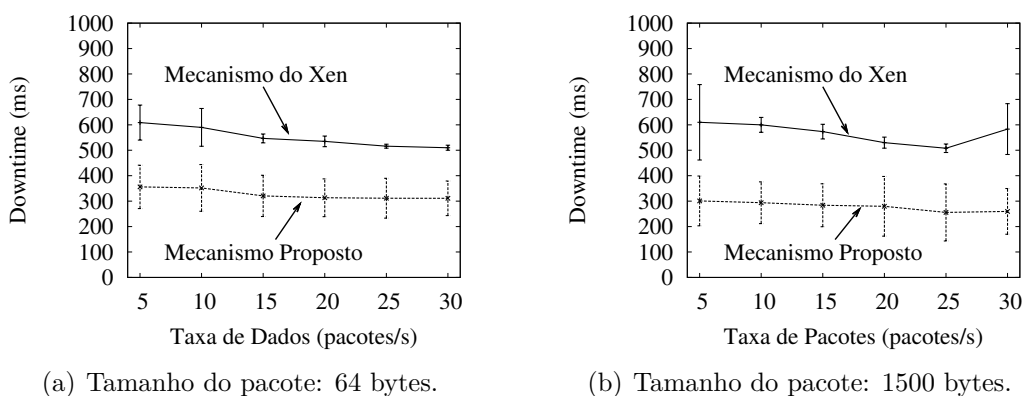 1000
900
800
700
600
500
400
300
200
100
0
Downtime (ms)
Mecanismo do Xen
Mecanismo Proposto
5 10 15 20 25 30
Taxa de Dados (pacotes/s)
(a) Tamanho do pacote: 64 bytes.
1000
900
800
700
600
500
400
300
200
100
0
Downtime (ms)
Mecanismo do Xen
Mecanismo Proposto
5 10 15 20 25 30
Taxa de Pacotes (pacotes/s)
(b) Tamanho do pacote: 1500 bytes.